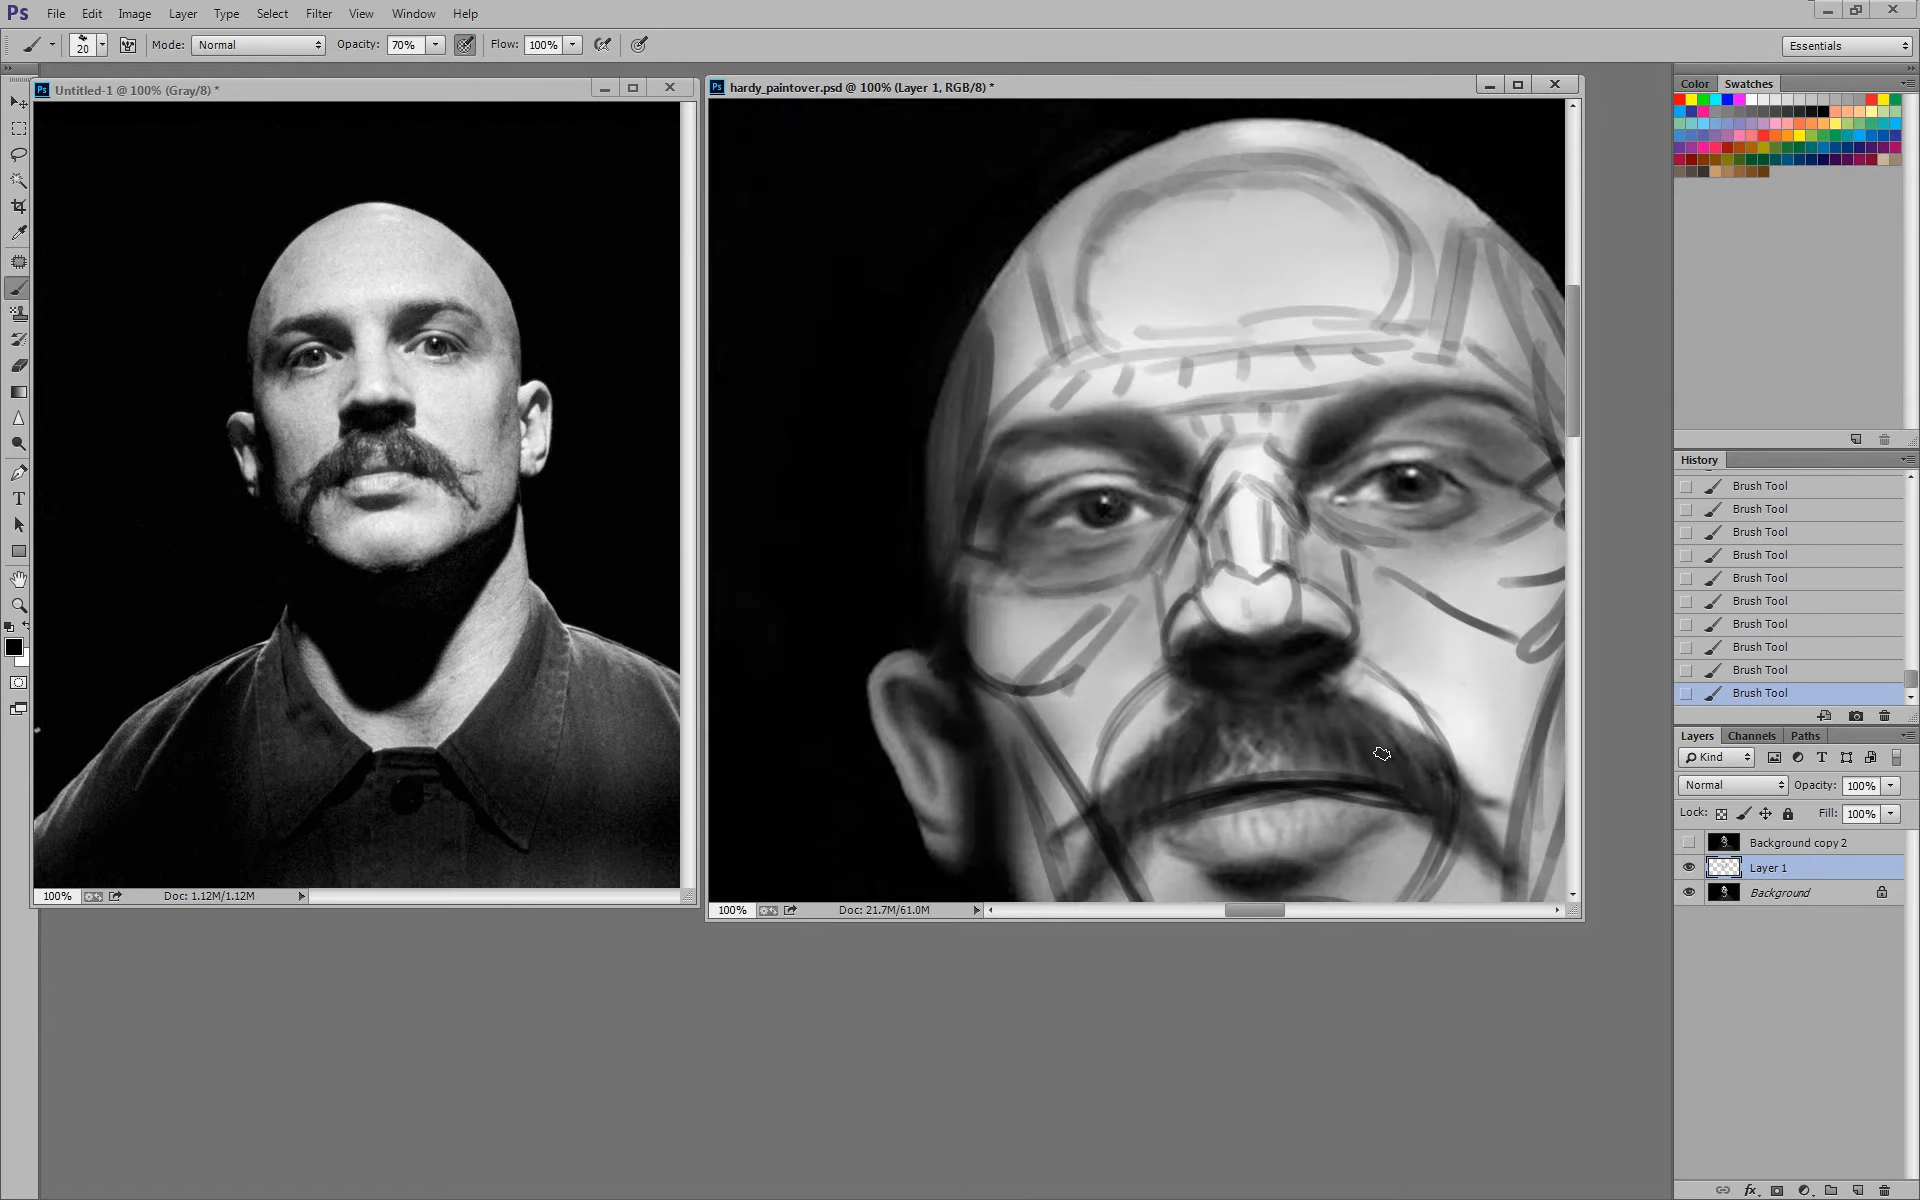 Ps File Edit Image Layer Type Select Filter View Window Help
20 Mode: Normal Opacity: 70% Flow: 100% Essentials
Ps Untitled-1 @ 100% (Gray/8) *
Ps hardy_paintover.psd @ 100% (Layer 1, RGB/8) *
100% Doc: 1.12M/1.12M
100% Doc: 21.7M/61.0M
T
Color Swatches
History
Brush Tool
Brush Tool
Brush Tool
Brush Tool
Brush Tool
Brush Tool
Brush Tool
Brush Tool
Brush Tool
Brush Tool
Layers Channels Paths
Kind T
Normal Opacity: 100%
Lock: Fill: 100%
Background copy 2
Layer 1
Background
fx